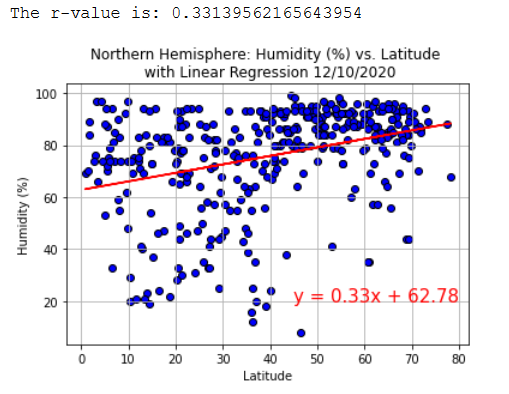 The r-value is: 0.33139562165643954
Northern Hemisphere: Humidity (%) vs. Latitude
with Linear Regression 12/10/2020
100
80
60
40
20
Humidity (%)
y = 0.33x + 62.78
0 10 20 30 40 50 60 70 80
Latitude